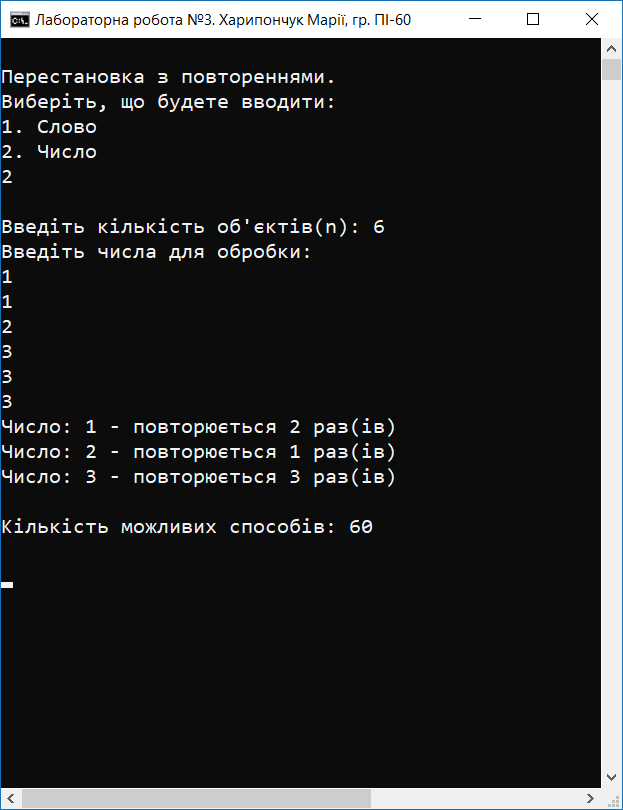 Лабораторна робота №3. Харипончук Марії, гр. ПІ-60
Перестановка з повтореннями.
Виберіть, що будете вводити:
1. Слово
2. Число
2
Введіть кількість об'єктів(n): 6
Введіть числа для обробки:
1
1
2
3
3
3
Число: 1 - повторюється 2 раз(ів)
Число: 2 - повторюється 1 раз(ів)
Число: 3 - повторюється 3 раз(ів)
Кількість можливих способів: 60